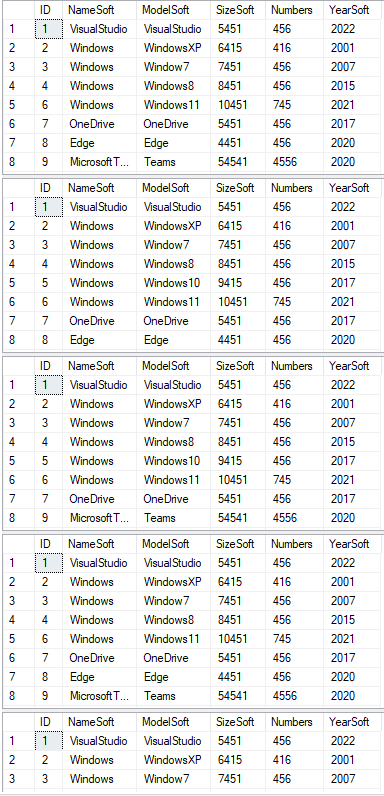 ID NameSoft ModelSoft SizeSoft Numbers YearSoft
1 1 VisualStudio VisualStudio 5451 456 2022
2 2 Windows WindowsXP 6415 416 2001
3 3 Windows Window7 7451 456 2007
4 4 Windows Windows8 8451 456 2015
5 6 Windows Windows11 10451 745 2021
6 7 OneDrive OneDrive 5451 456 2017
7 8 Edge Edge 4451 456 2020
8 9 MicrosoftT... Teams 54541 4556 2020
ID NameSoft ModelSoft SizeSoft Numbers YearSoft
1 1 VisualStudio VisualStudio 5451 456 2022
2 2 Windows WindowsXP 6415 416 2001
3 3 Windows Window7 7451 456 2007
4 4 Windows Windows8 8451 456 2015
5 5 Windows Windows10 9415 456 2017
6 6 Windows Windows11 10451 745 2021
7 7 OneDrive OneDrive 5451 456 2017
8 8 Edge Edge 4451 456 2020
ID NameSoft ModelSoft SizeSoft Numbers YearSoft
1 1 VisualStudio VisualStudio 5451 456 2022
2 2 Windows WindowsXP 6415 416 2001
3 3 Windows Window7 7451 456 2007
4 4 Windows Windows8 8451 456 2015
5 5 Windows Windows10 9415 456 2017
6 6 Windows Windows11 10451 745 2021
7 7 OneDrive OneDrive 5451 456 2017
8 9 MicrosoftT... Teams 54541 4556 2020
ID NameSoft ModelSoft SizeSoft Numbers YearSoft
1 1 VisualStudio VisualStudio 5451 456 2022
2 2 Windows WindowsXP 6415 416 2001
3 3 Windows Window7 7451 456 2007
4 4 Windows Windows8 8451 456 2015
5 6 Windows Windows11 10451 745 2021
6 7 OneDrive OneDrive 5451 456 2017
7 8 Edge Edge 4451 456 2020
8 9 MicrosoftT... Teams 54541 4556 2020
ID NameSoft ModelSoft SizeSoft Numbers YearSoft
1 1 VisualStudio VisualStudio 5451 456 2022
2 2 Windows WindowsXP 6415 416 2001
3 3 Windows Window7 7451 456 2007